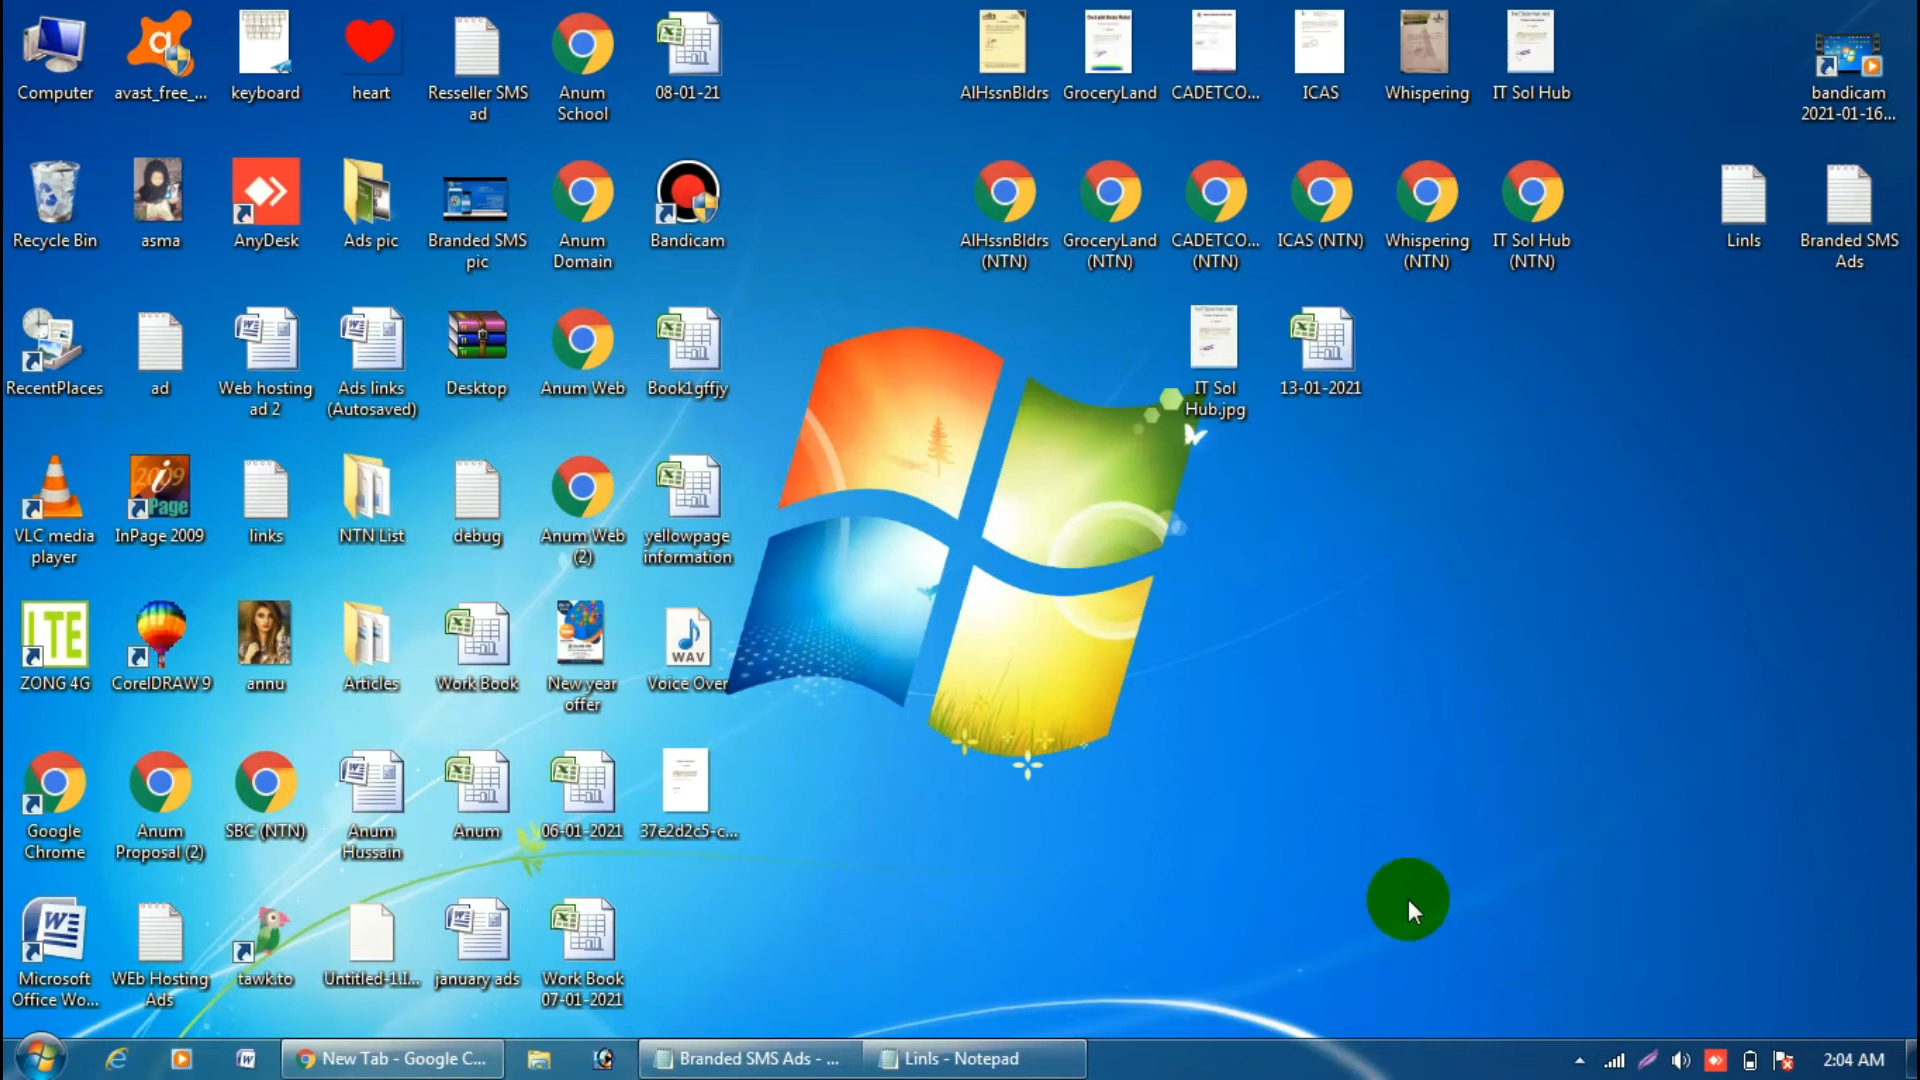 Computer
avast_free_...
keyboard
heart
Resseller SMS
ad
Anum
School
08-01-21
AlHssnBldrs
GroceryLand
CADETCO...
ICAS
Whispering
IT Sol Hub
bandicam
2021-01-16...
Recycle Bin
asma
AnyDesk
Ads pic
Branded SMS
pic
Anum
Domain
Bandicam
AlHssnBldrs
(NTN)
GroceryLand
(NTN)
CADETCO...
(NTN)
ICAS (NTN)
Whispering
(NTN)
IT Sol Hub
(NTN)
Linls
Branded SMS
Ads
RecentPlaces
ad
Web hosting
ad 2
Ads links
(Autosaved)
Desktop
Anum Web
Book1gffjy
IT Sol
Hub.jpg
13-01-2021
2009
Page
VLC media
player
InPage 2009
links
NTN List
debug
Anum Web
(2)
yellowpage
information
LTE
WAV
ZONG 4G
CorelDRAW 9
annu
Articles
Work Book
New year
offer
Voice Over
Google
Chrome
Anum
Proposal (2)
SBC (NTN)
Anum
Hussain
Anum
06-01-2021
37e2d2c5-c...
Microsoft
Office Wo...
WEb Hosting
Ads
tawk.to
Untitled-1.I...
january ads
Work Book
07-01-2021
New Tab - Google C...
Branded SMS Ads - ...
Linls - Notepad
2:04 AM